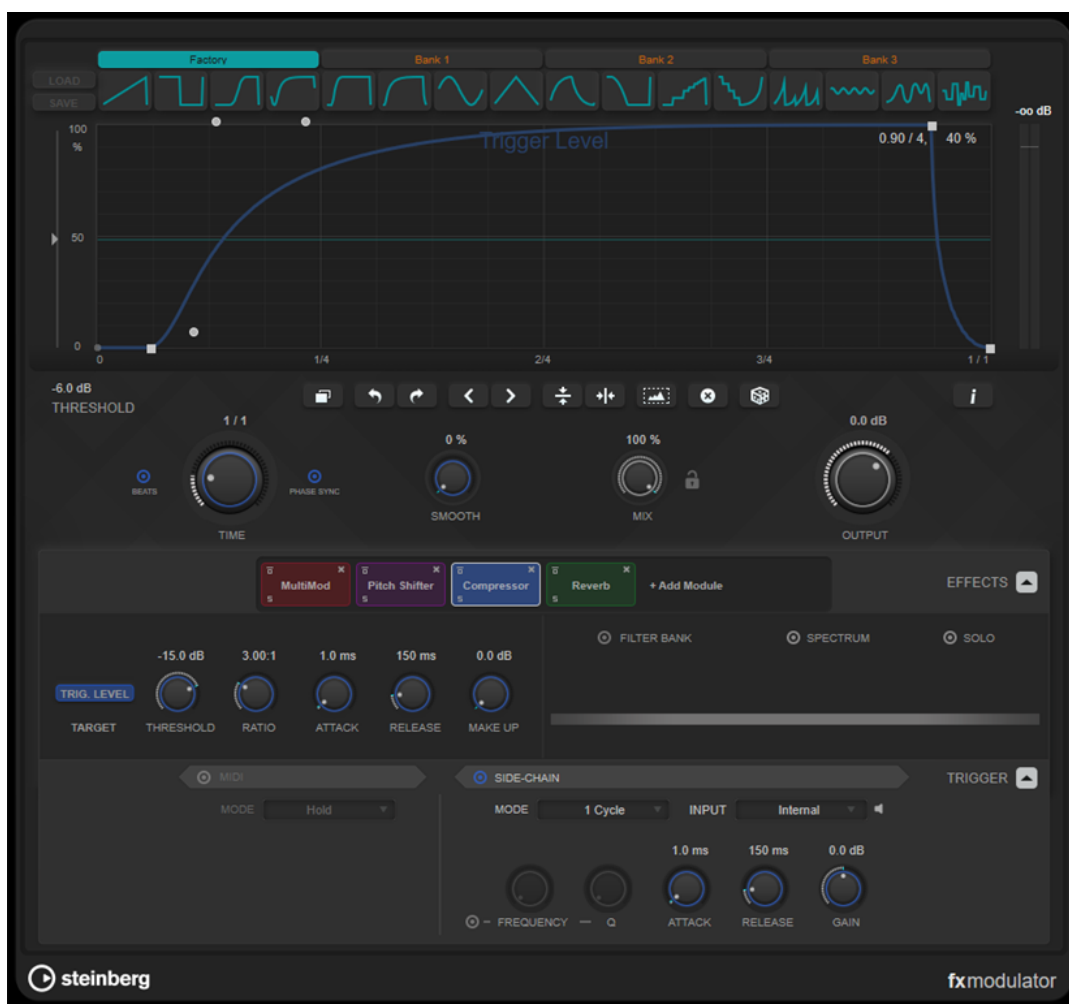 Factory Bank 1 Bank 2 Bank 3
LOAD
SAVE
-oo dB
100
%
Trigger Level
0.90 / 4, 40 %
50
0
0 1/4 2/4 3/4 1 / 1
-6.0 dB
THRESHOLD
i
1 / 1
0.0 dB
0 %
100 %
BEATS
PHASE SYNC
SMOOTH
MIX
TIME
OUTPUT
MultiMod
S
Pitch Shifter
S
Compressor
S
Reverb
S
+ Add Module
EFFECTS
FILTER BANK SPECTRUM SOLO
-15.0 dB 3.00:1 1.0 ms 150 ms 0.0 dB
TRIG. LEVEL
TARGET THRESHOLD RATIO ATTACK RELEASE MAKE UP
MIDI
SIDE-CHAIN
TRIGGER
MODE Hold
MODE 1 Cycle INPUT Internal
1.0 ms 150 ms 0.0 dB
– FREQUENCY – Q ATTACK RELEASE GAIN
steinberg
fxmodulator